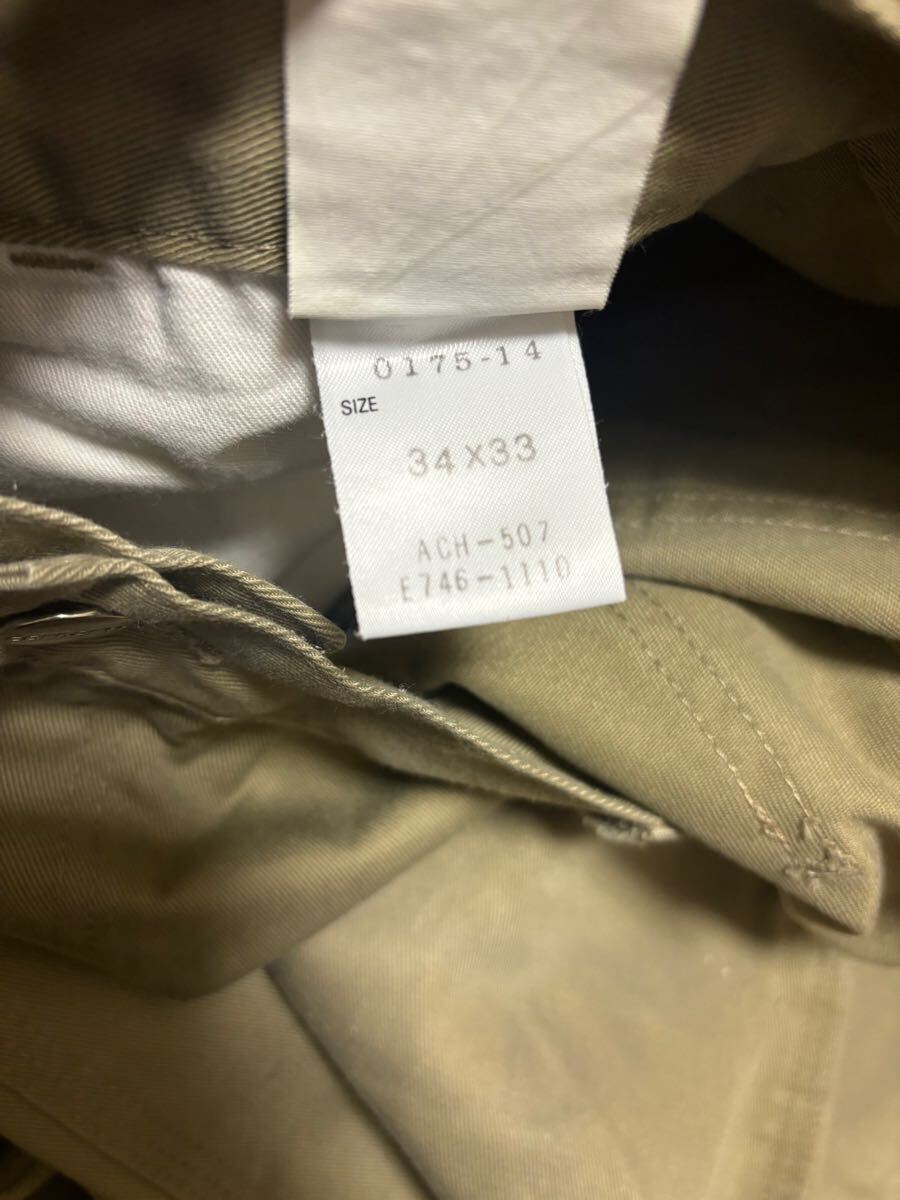 0175-14
SIZE
34X33
ACH-507
E746-1110